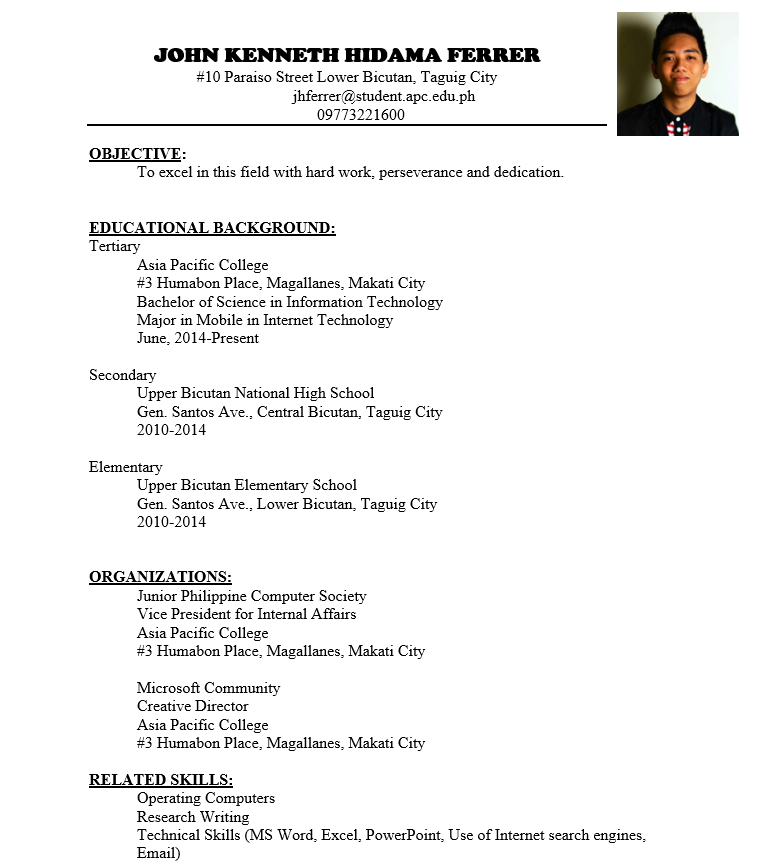 JOHN KENNETH HIDAMA FERRER
#10 Paraiso Street Lower Bicutan, Taguig City
jhferrer@student.apc.edu.ph
09773221600
OBJECTIVE:
To excel in this field with hard work, perseverance and dedication.
EDUCATIONAL BACKGROUND:
Tertiary
Asia Pacific College
#3 Humabon Place, Magallanes, Makati City
Bachelor of Science in Information Technology
Major in Mobile in Internet Technology
June, 2014-Present
Secondary
Upper Bicutan National High School
Gen. Santos Ave., Central Bicutan, Taguig City
2010-2014
Elementary
Upper Bicutan Elementary School
Gen. Santos Ave., Lower Bicutan, Taguig City
2010-2014
ORGANIZATIONS:
Junior Philippine Computer Society
Vice President for Internal Affairs
Asia Pacific College
#3 Humabon Place, Magallanes, Makati City
Microsoft Community
Creative Director
Asia Pacific College
#3 Humabon Place, Magallanes, Makati City
RELATED SKILLS:
Operating Computers
Research Writing
Technical Skills (MS Word, Excel, PowerPoint, Use of Internet search engines,
Email)